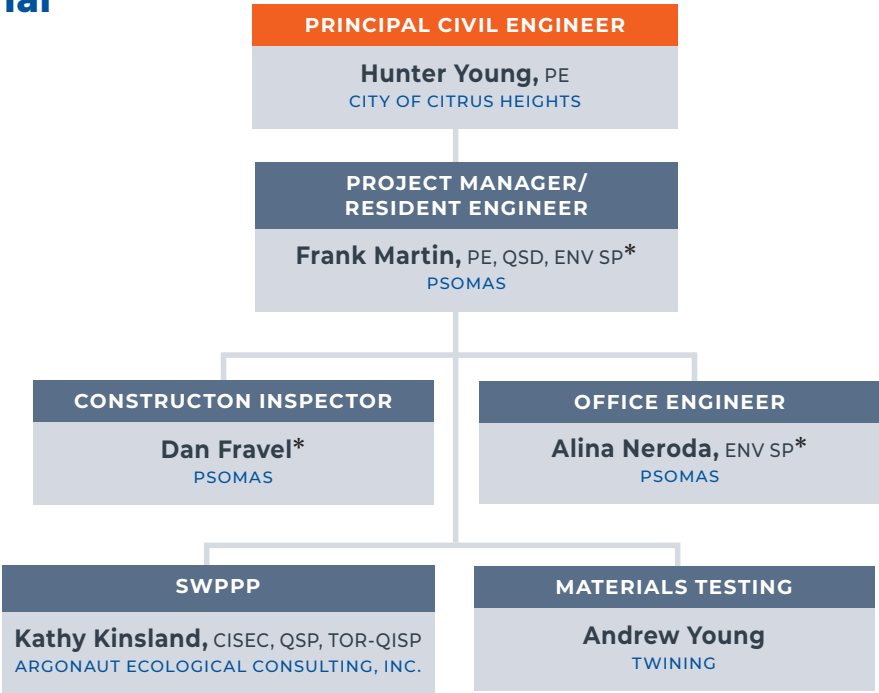 PRINCIPAL CIVIL ENGINEER
Hunter Young, PE
CITY OF CITRUS HEIGHTS
PROJECT MANAGER/
RESIDENT ENGINEER
Frank Martin, PE, QSD, ENV SP*
PSOMAS
CONSTRUCTON INSPECTOR
Dan Fravel*
PSOMAS
OFFICE ENGINEER
Alina Neroda, ENV SP*
PSOMAS
SWPPP
Kathy Kinsland, CISEC, QSP, TOR-QISP
ARGONAUT ECOLOGICAL CONSULTING, INC.
MATERIALS TESTING
Andrew Young
TWINING